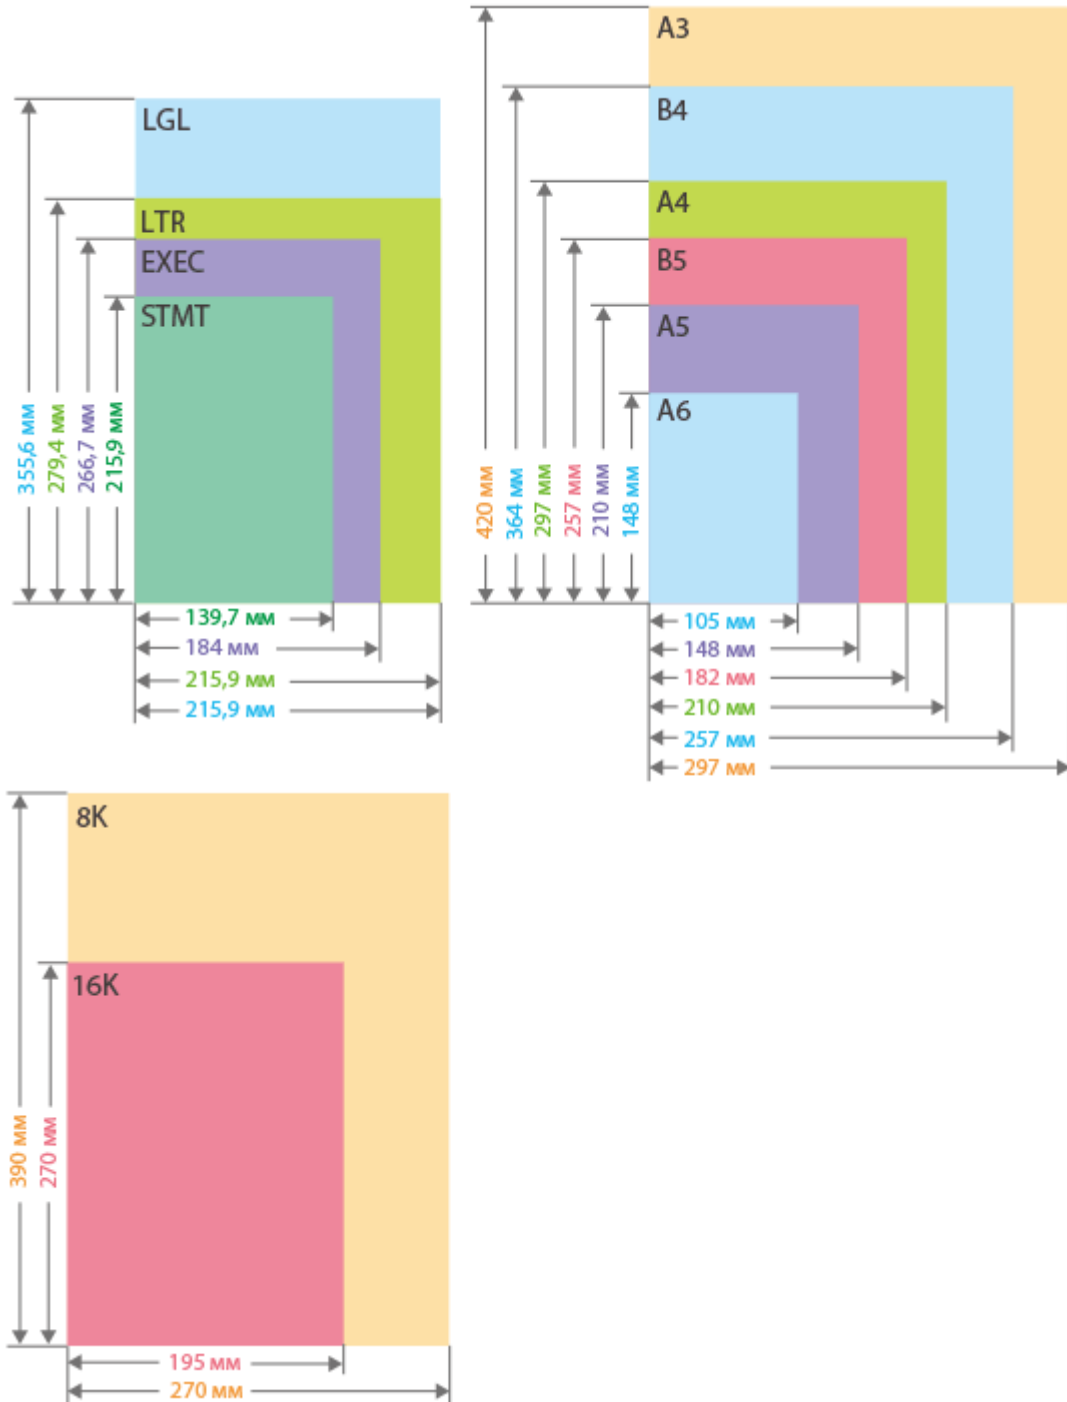 LGL
LTR
EXEC
STMT
355,6 мм
279,4 мм
266,7 мм
215,9 мм
139,7 мм
184 мм
215,9 мм
215,9 мм
A3
B4
A4
B5
A5
A6
420 мм
364 мм
297 мм
257 мм
210 мм
148 мм
105 мм
148 мм
182 мм
210 мм
257 мм
297 мм
8K
16K
390 мм
270 мм
195 мм
270 мм